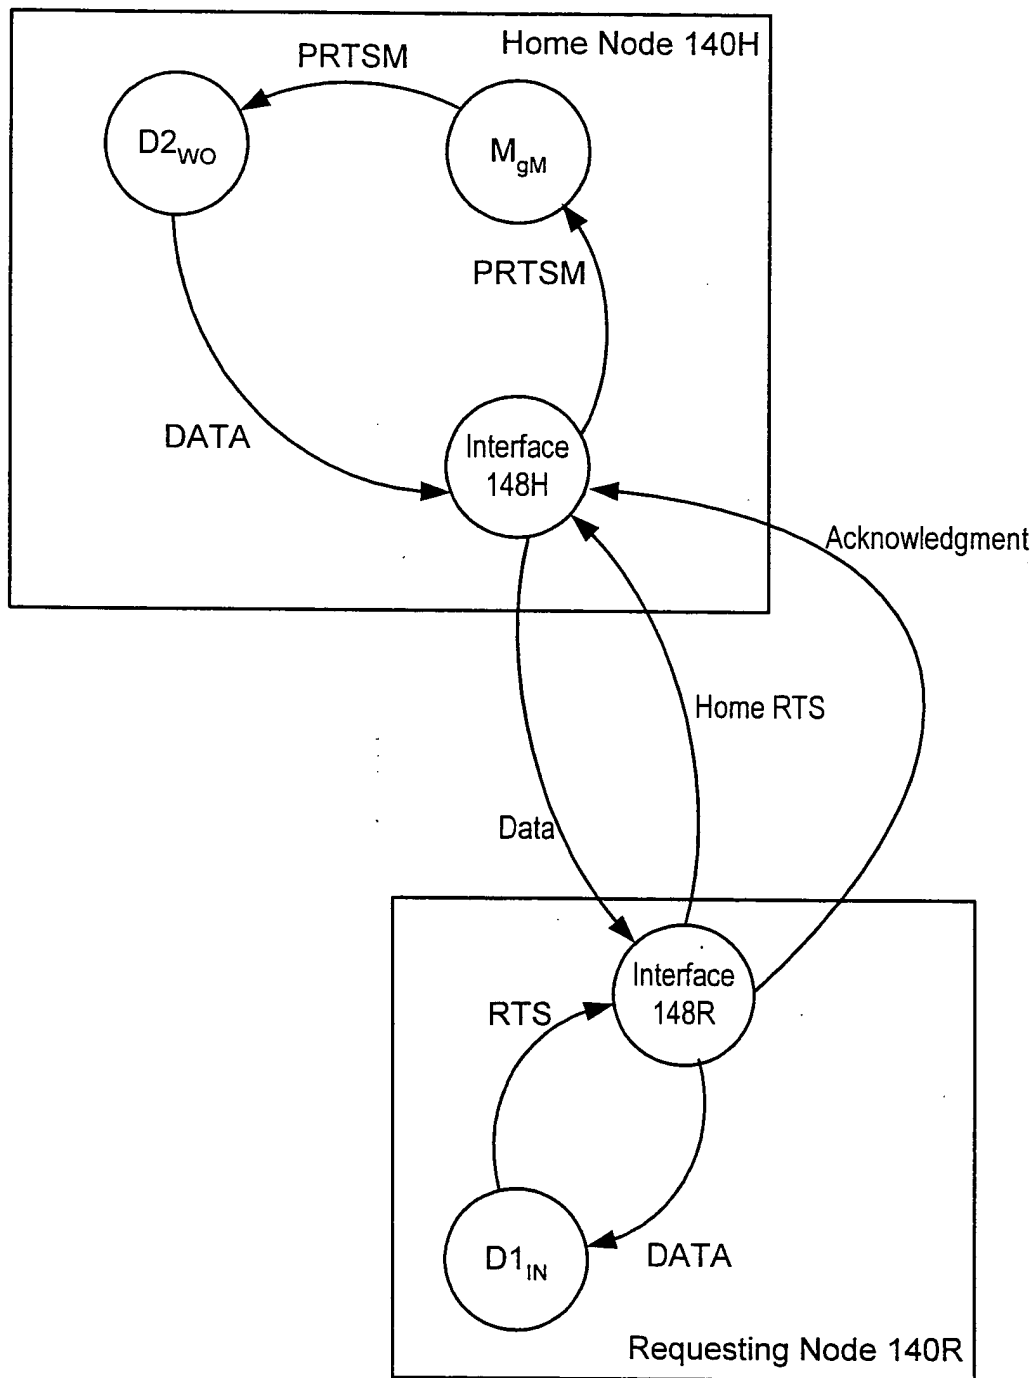 Home Node 140H
PRTSM
D2WO
MgM
PRTSM
DATA
Interface
148H
Acknowledgment
Home RTS
Data
Interface
148R
RTS
D1IN
DATA
Requesting Node 140R